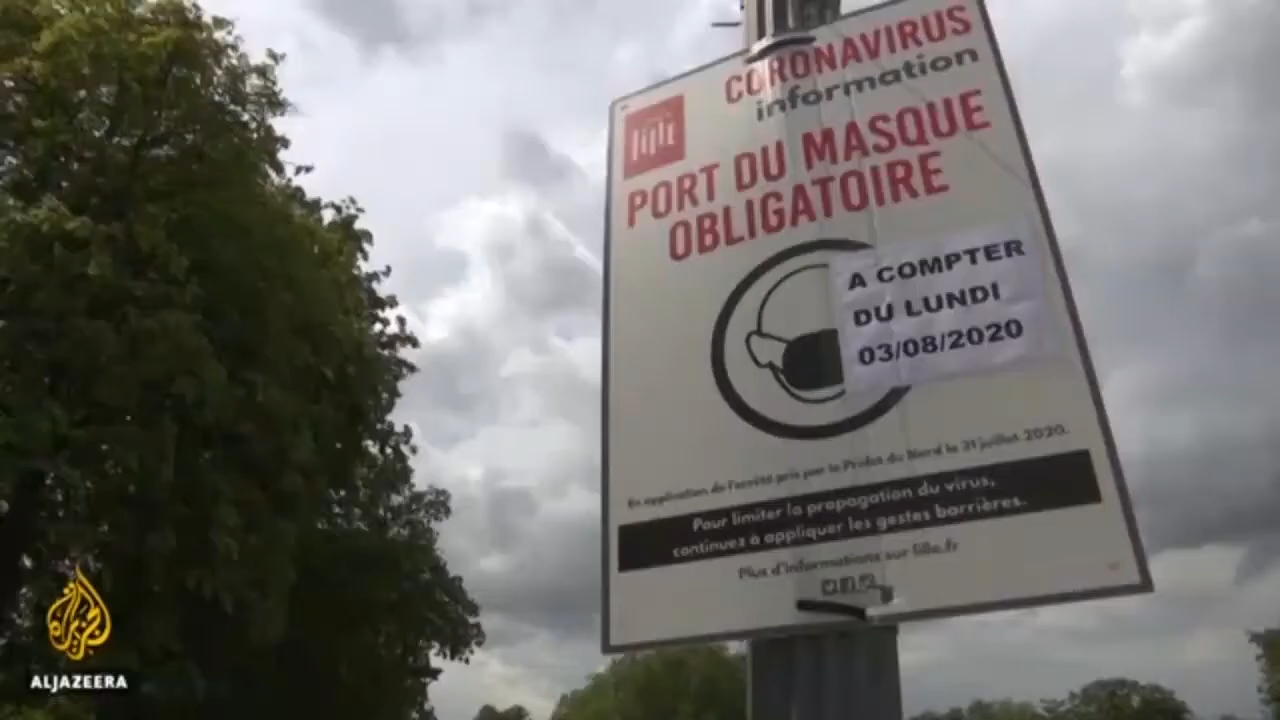 CORONAVIRUS
information
lille
PORT DU MASQUE
OBLIGATOIRE
A COMPTER
DU LUNDI
03/08/2020
En application de l'arrêté pris par le Préfet du Nord le 31 juillet 2020.
Pour limiter la propagation du virus,
continuez à appliquer les gestes barrières.
Plus d'informations sur lille.fr
ALJAZEERA